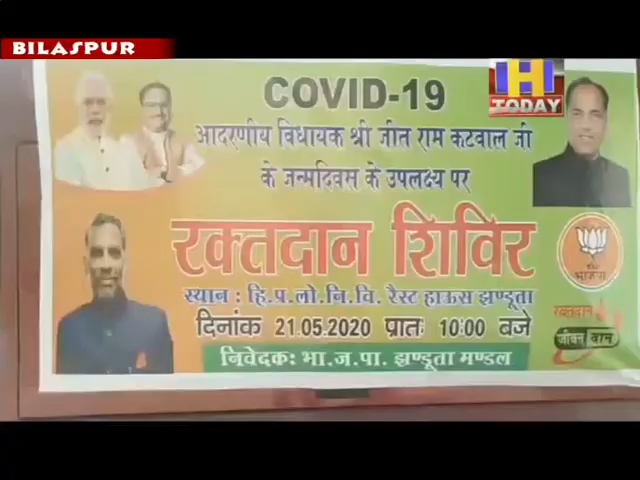 BILASPUR
H
TODAY
COVID-19
आदरणीय विधायक श्री जीत राम कटवाल जी
के जन्मदिवस के उपलक्ष्य पर
रक्तदान शिविर
स्थान : हि.प्र.लो.नि.वि. रैस्ट हाऊस झण्डूता
दिनांक 21.05.2020 प्रातः 10:00 बजे
निवेदकः भा.ज.पा. झण्डूता मण्डल
भाजपा
रक्तदान
जीवन दान